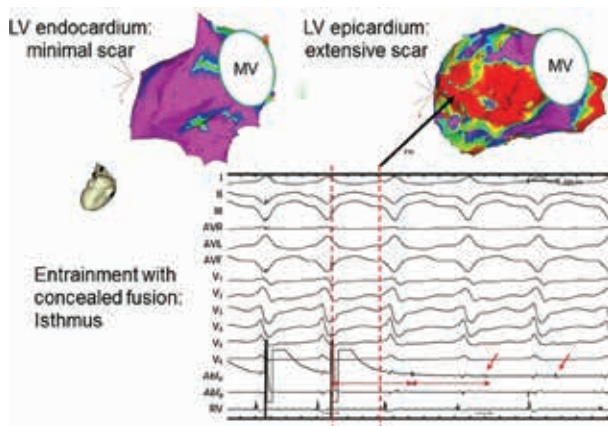 LV endocardium:
minimal scar
MV
LV epicardium:
extensive scar
MV
Entrainment with
concealed fusion:
Isthmus
I
II
III
AVR
AVL
AVF
V1
V2
V3
V4
V5
V6
RV